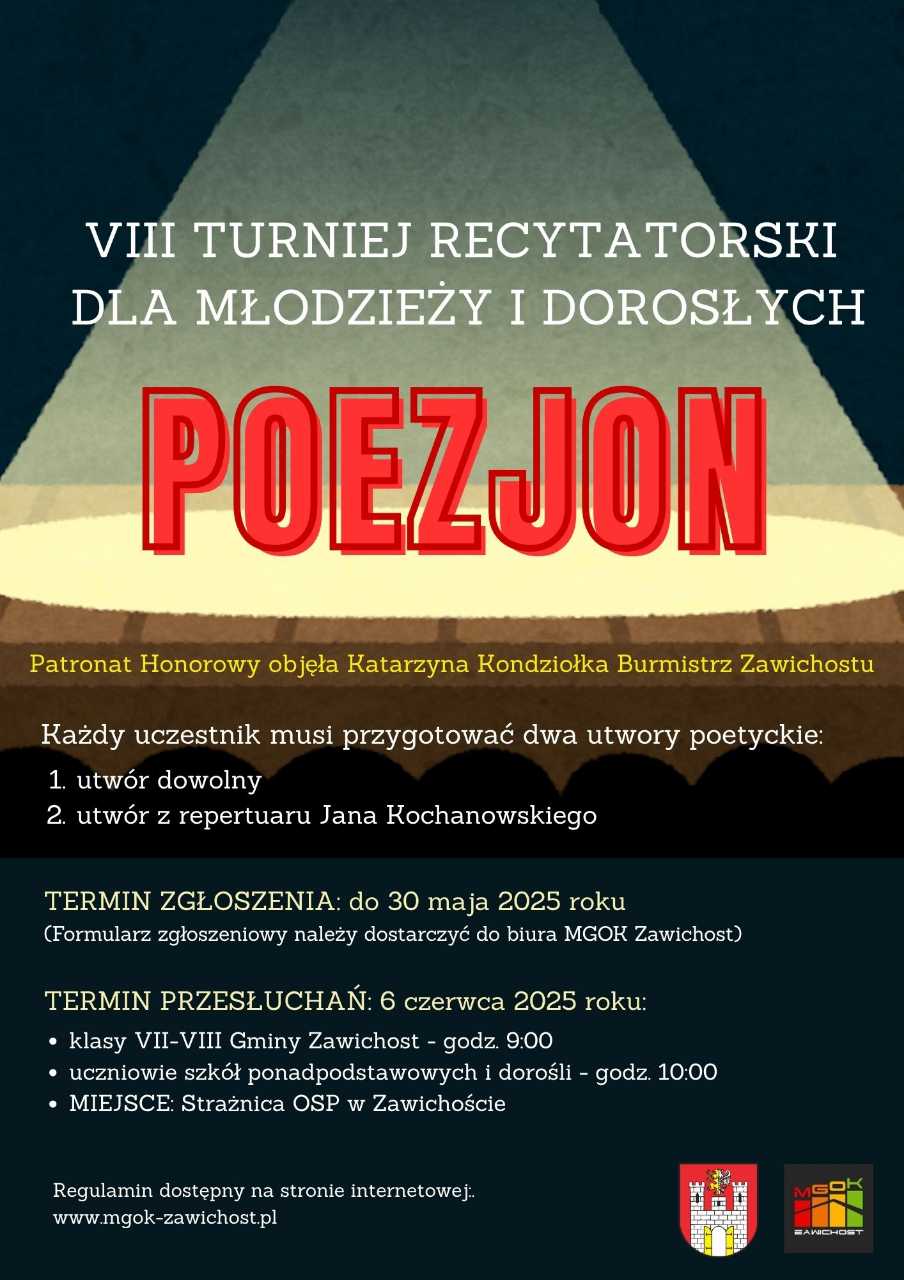 VIII TURNIEJ RECYTATORSKI
DLA MŁODZIEŻY I DOROSŁYCH
POEZJON
Patronat Honorowy objęła Katarzyna Kondziołka Burmistrz Zawichostu
Każdy uczestnik musi przygotować dwa utwory poetyckie:
1. utwór dowolny
2. utwór z repertuaru Jana Kochanowskiego
TERMIN ZGŁOSZENIA: do 30 maja 2025 roku
(Formularz zgłoszeniowy należy dostarczyć do biura MGOK Zawichost)
TERMIN PRZESŁUCHAŃ: 6 czerwca 2025 roku:
• klasy VII-VIII Gminy Zawichost - godz. 9:00
• uczniowie szkół ponadpodstawowych i dorośli - godz. 10:00
• MIEJSCE: Strażnica OSP w Zawichoście
Regulamin dostępny na stronie internetowej:.
www.mgok-zawichost.pl
MGOK
ZAWICHOST